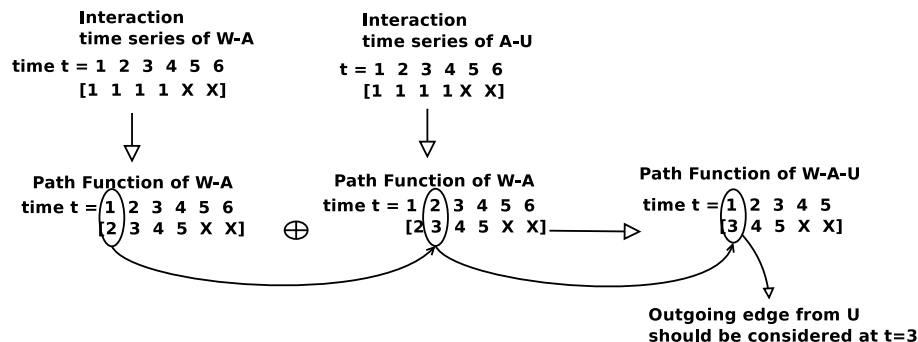 Interaction
time series of W-A
time t = 1 2 3 4 5 6
[1 1 1 1 X X]
Interaction
time series of A-U
t = 1 2 3 4 5 6
[1 1 1 1 X X]
Path Function of W-A
time t = 1 2 3 4 5 6
[2 3 4 5 X X]
⊕
Path Function of W-A
time t = 1 2 3 4 5 6
[2 3 4 5 X X]
Path Function of W-A-U
time t = 1 2 3 4 5
[3 4 5 X X]
Outgoing edge from U
should be considered at t=3